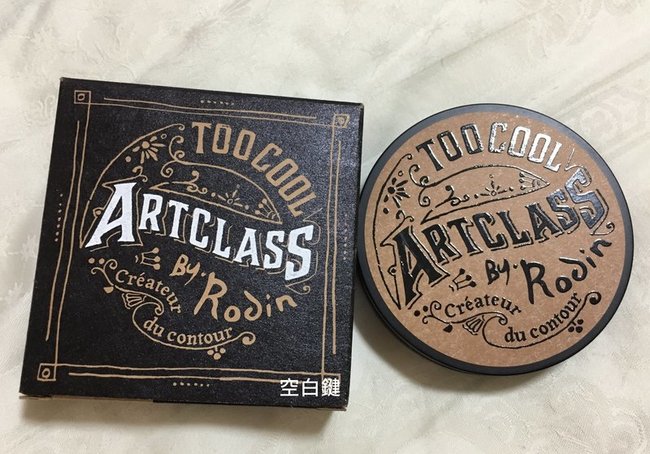 TOO COOL
ARTCLASS
By. Rodin
Créateur
du contour
空白鍵
TOO COOL
ARTCLASS
By. Rodin
Créateur
du contour